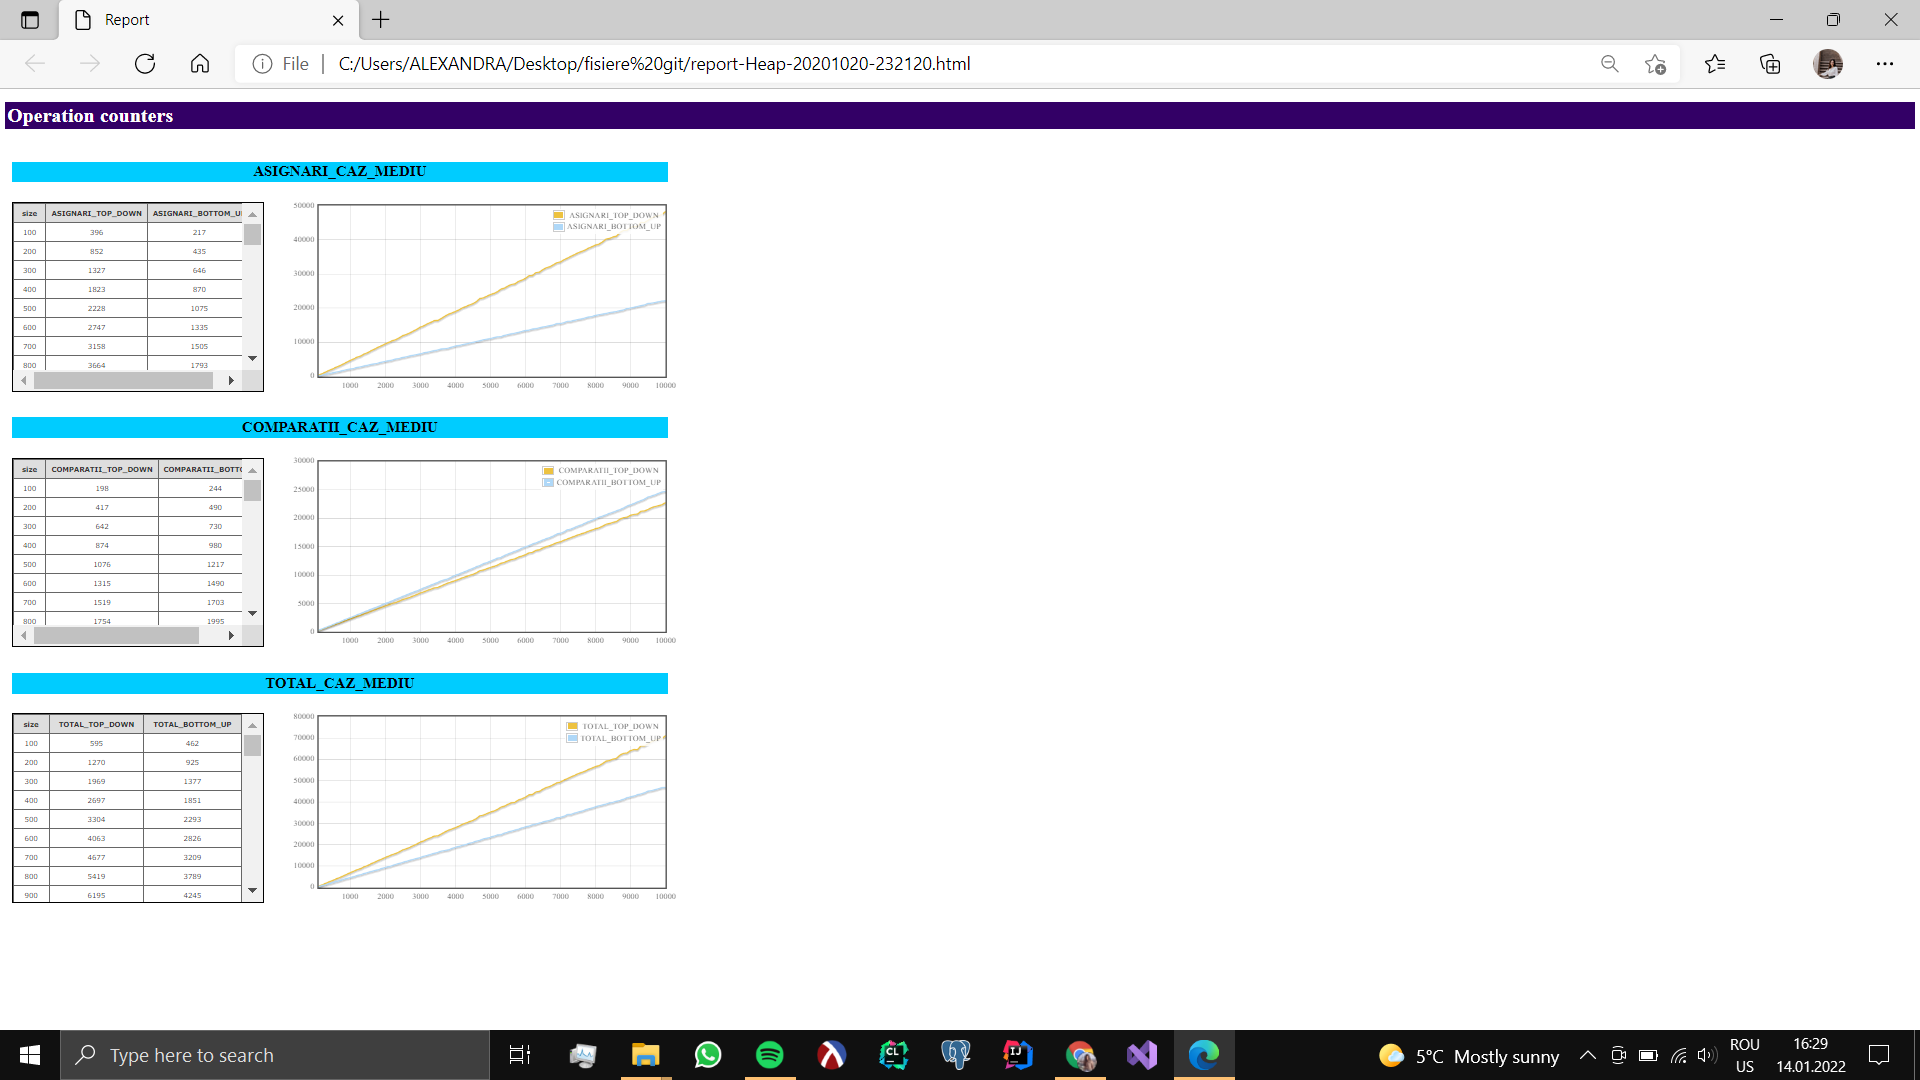 Report
File
C:/Users/ALEXANDRA/Desktop/fisiere%20git/report-Heap-20201020-232120.html
Operation counters
ASIGNARI_CAZ_MEDIU
size ASIGNARI_TOP_DOWN ASIGNARI_BOTTOM_U
100 396 217
200 852 435
300 1327 646
400 1823 870
500 2228 1075
600 2747 1335
700 3158 1505
800 3664 1793
50000
40000
30000
20000
10000
0
ASIGNARI_TOP_DOWN
ASIGNARI_BOTTOM_UP
1000 2000 3000 4000 5000 6000 7000 8000 9000 10000
COMPARATII_CAZ_MEDIU
size COMPARATII_TOP_DOWN COMPARATII_BOTTO
100 198 244
200 417 490
300 642 730
400 874 980
500 1076 1217
600 1315 1490
700 1519 1703
800 1754 1995
30000
25000
20000
15000
10000
5000
0
COMPARATII_TOP_DOWN
COMPARATII_BOTTOM_UP
1000 2000 3000 4000 5000 6000 7000 8000 9000 10000
TOTAL_CAZ_MEDIU
size TOTAL_TOP_DOWN TOTAL_BOTTOM_UP
100 595 462
200 1270 925
300 1969 1377
400 2697 1851
500 3304 2293
600 4063 2826
700 4677 3209
800 5419 3789
900 6195 4245
80000
70000
60000
50000
40000
30000
20000
10000
0
TOTAL_TOP_DOWN
TOTAL_BOTTOM_UP
1000 2000 3000 4000 5000 6000 7000 8000 9000 10000
Type here to search
CL
IJ
5°C Mostly sunny
ROU
US
16:29
14.01.2022